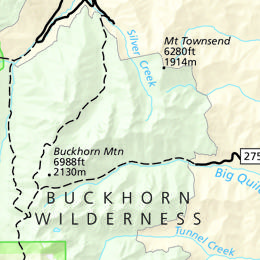 Silver Creek
Mt Townsend
6280ft
1914m
Buckhorn Mtn
6988ft
2130m
275
Big Quil
BUCKHORN
WILDERNESS
Tunnel Creek